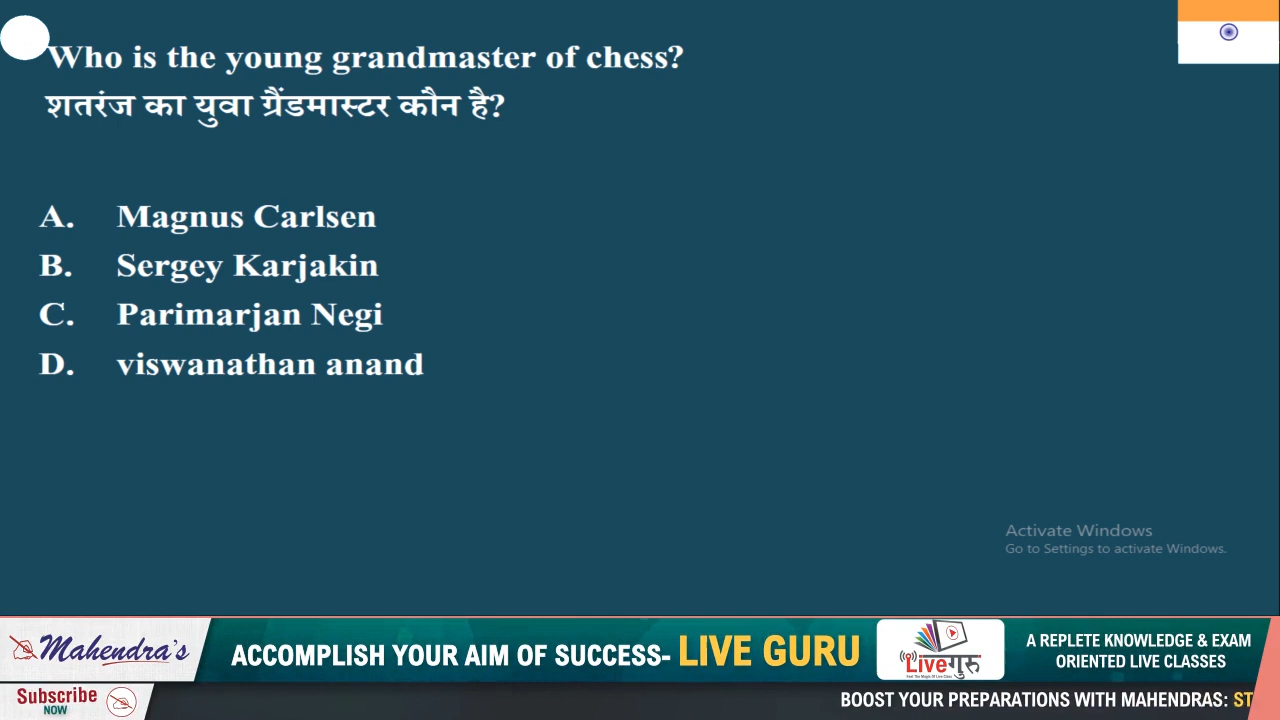 Who is the young grandmaster of chess?
शतरंज का युवा ग्रैंडमास्टर कौन है?
A. Magnus Carlsen
B. Sergey Karjakin
C. Parimarjan Negi
D. viswanathan anand
Activate Windows
Go to Settings to activate Windows.
Mahendra's
ACCOMPLISH YOUR AIM OF SUCCESS- LIVE GURU
Live गुरु
A REPLETE KNOWLEDGE & EXAM
ORIENTED LIVE CLASSES
Subscribe
NOW
BOOST YOUR PREPARATIONS WITH MAHENDRAS: ST